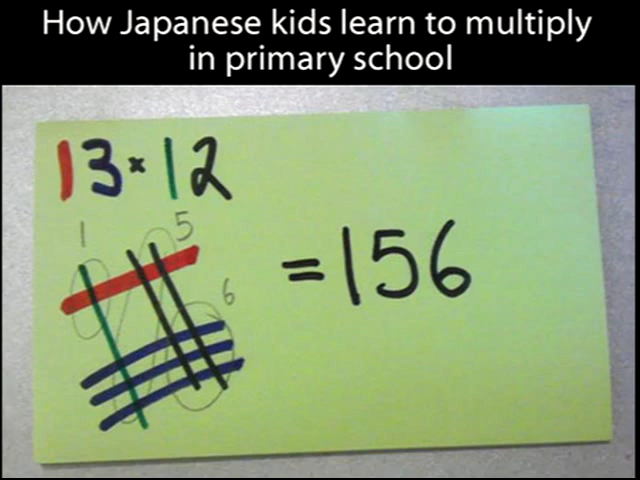 How Japanese kids learn to multiply
in primary school
13 × 12
1 5
6
= 156